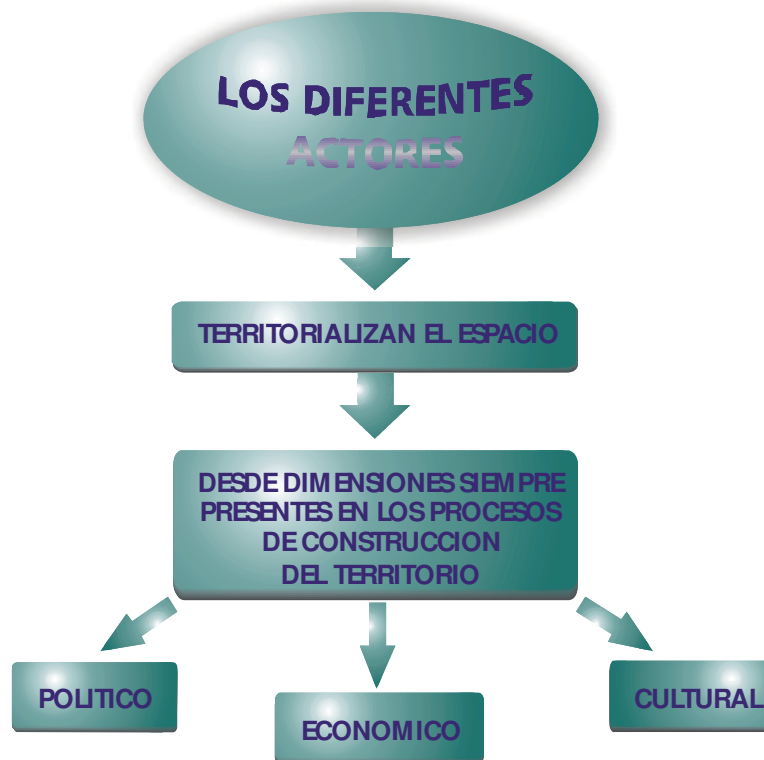 LOS DIFERENTES
ACTORES
TERRITORIALIZAN EL ESPACIO
DESDE DIMENSIONES SIEMPRE
PRESENTES EN LOS PROCESOS
DE CONSTRUCCION
DEL TERRITORIO
POLITICO
ECONOMICO
CULTURAL